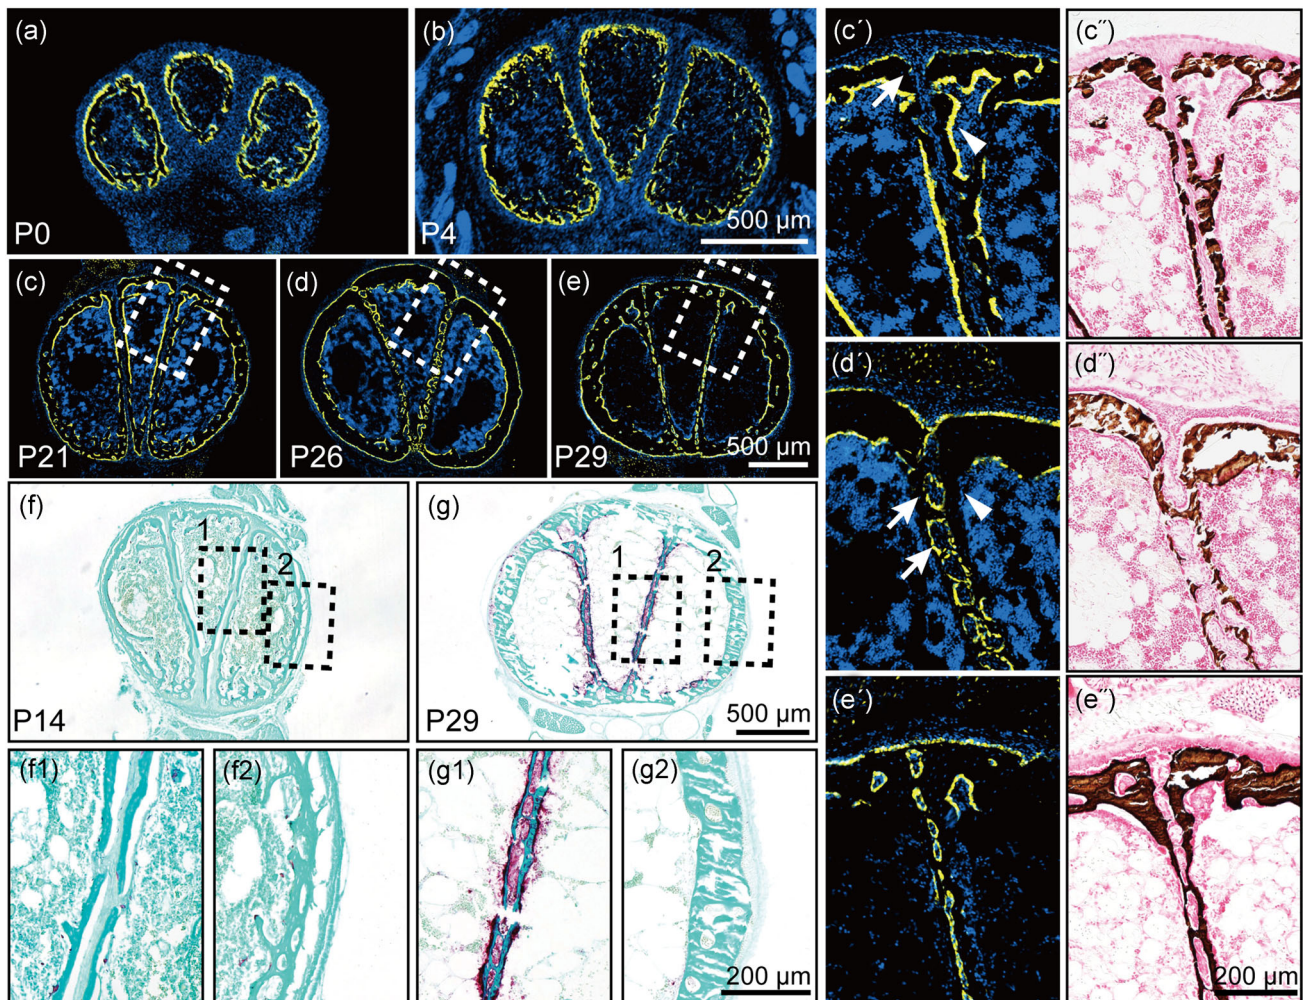 (a)
P0
(b)
P4
500 µm
(c´)
(c˝)
(c)
P21
(d)
P26
(e)
P29
500 µm
(d´)
(d˝)
(f)
1
2
P14
(g)
1
2
P29
500 µm
(e´)
(e˝)
200 µm
(f1)
(f2)
(g1)
(g2)
200 µm